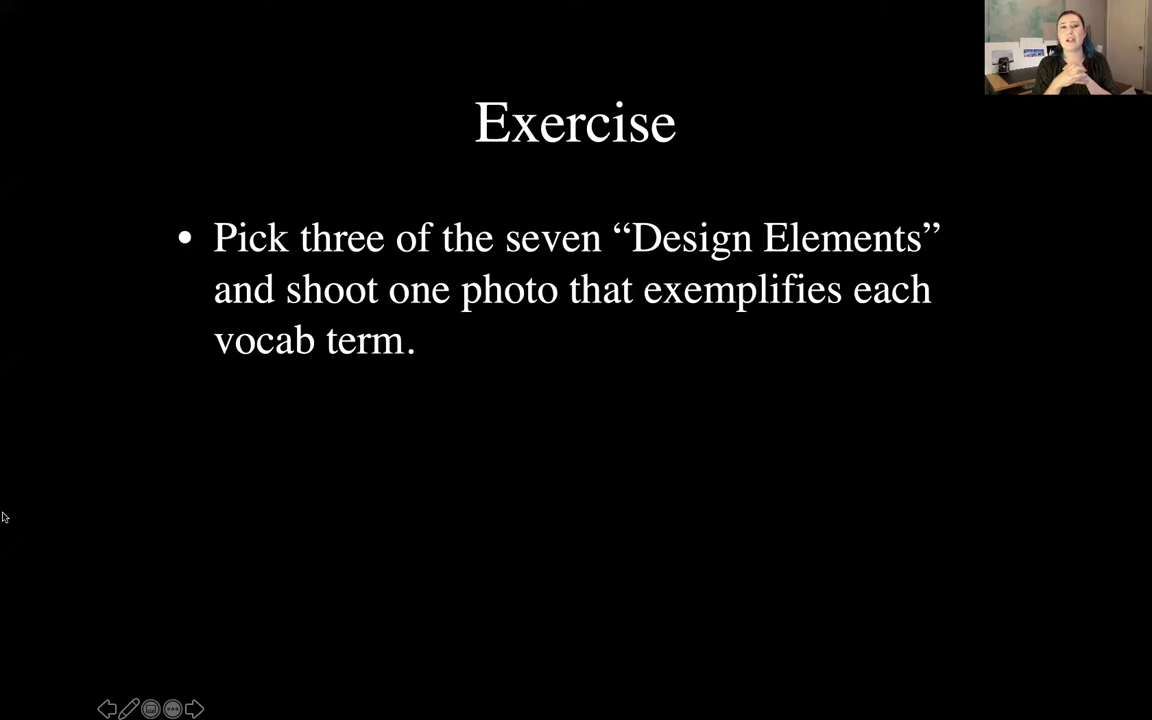 Exercise
• Pick three of the seven “Design Elements”
and shoot one photo that exemplifies each
vocab term.